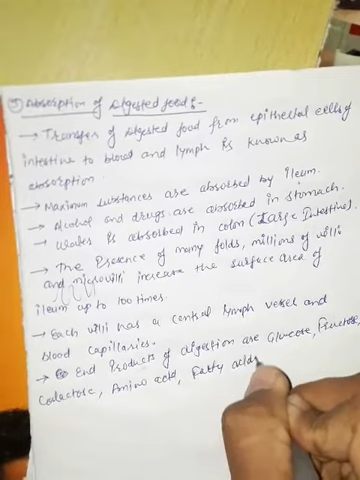 (5) Absorption of Digested food:-
→ Transfer of digested food from epithelial cells of
intestine to blood and lymph is known as
absorption.
→ Maximum substances are absorbed by ileum.
→ Alcohol and drugs are absorbed in stomach.
→ Water is absorbed in colon (Large Intestine).
→ The Presence of many folds, millions of villi
and microvilli increase the surface area of
ileum up to 100 times.
→ Each villi has a central lymph vessel and
blood capillaries.
→ End Products of digestion are Glucose, Fructose,
Galactose, Amino acid, Fatty acids